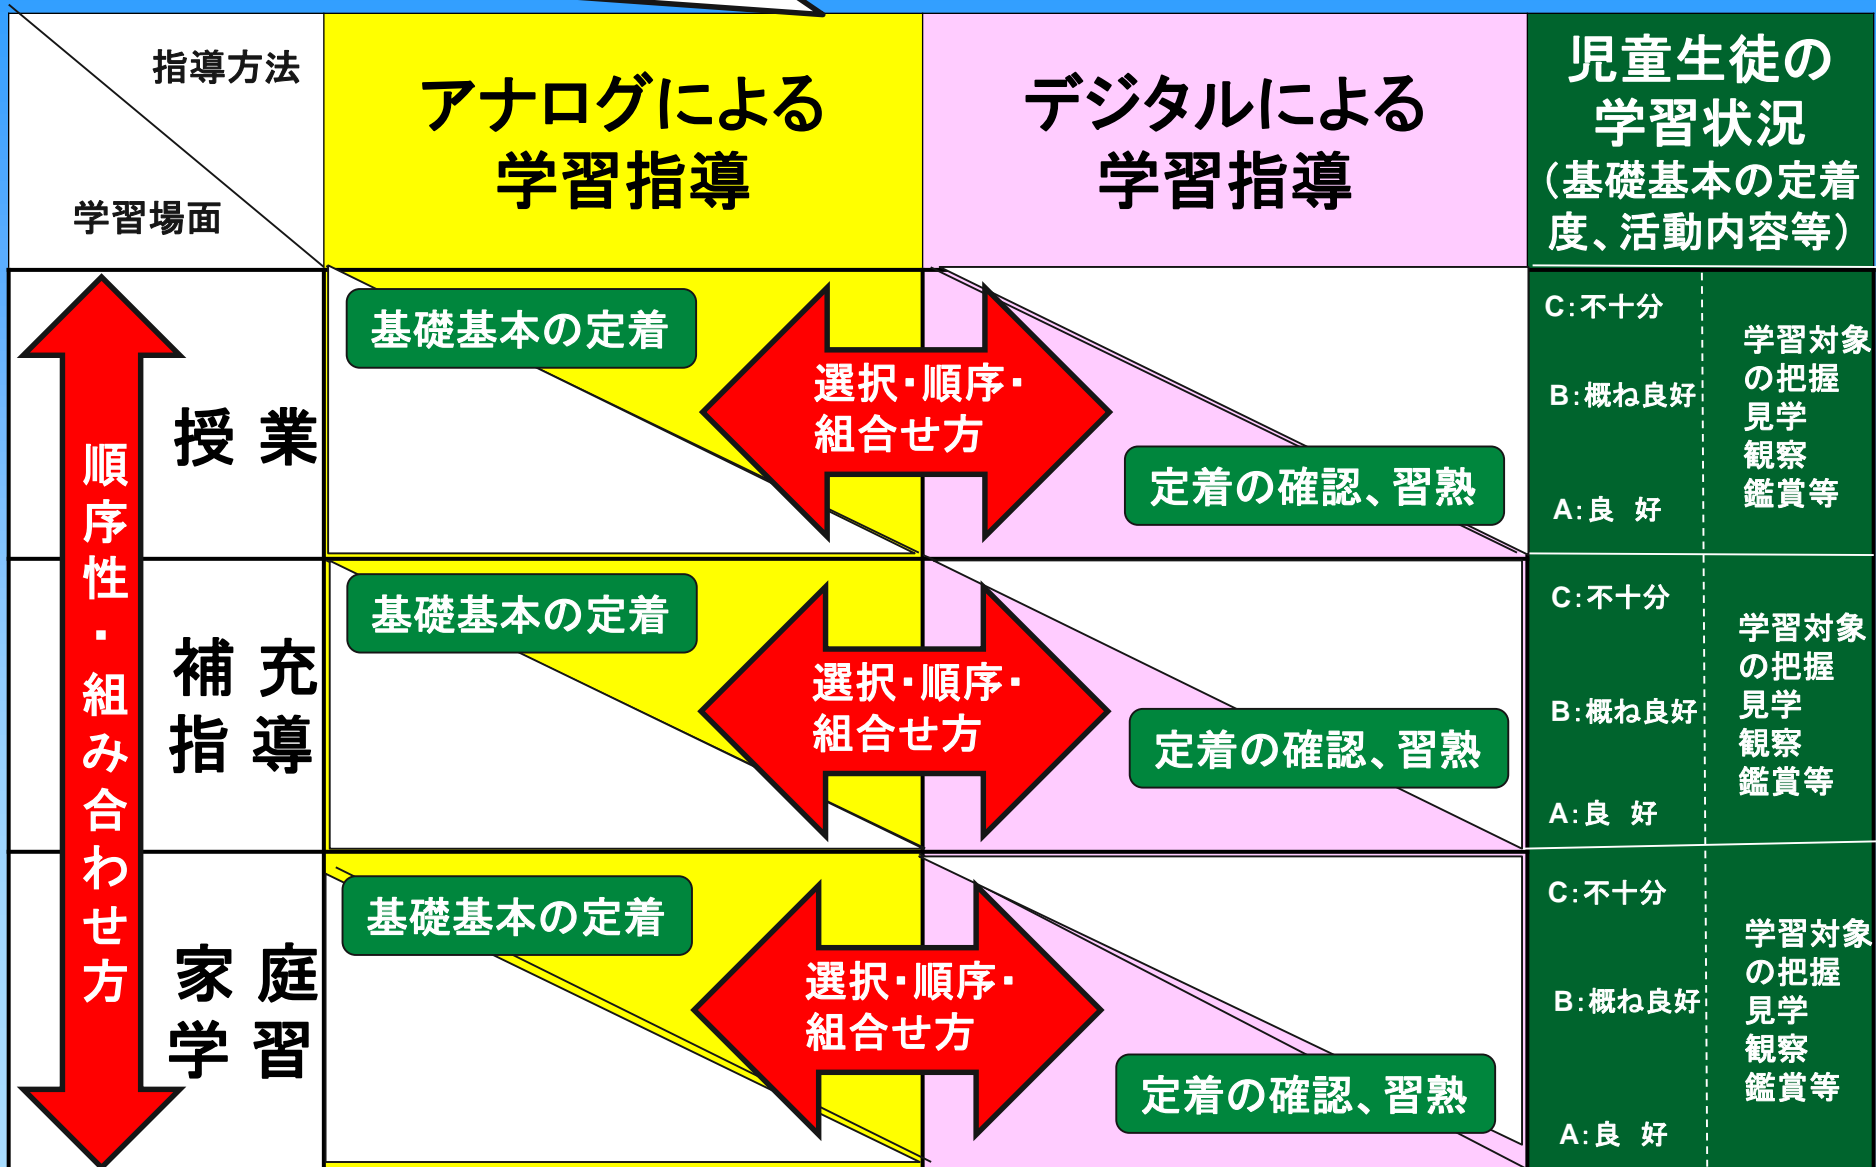 指導方法
学習場面
アナログによる
学習指導
デジタルによる
学習指導
児童生徒の
学習状況
（基礎基本の定着
度、活動内容等）
順序性・組み合わせ方
授業
基礎基本の定着
選択・順序・
組合せ方
定着の確認、習熟
C：不十分
B：概ね良好
A：良　好
学習対象
の把握
見学
観察
鑑賞等
補充
指導
基礎基本の定着
選択・順序・
組合せ方
定着の確認、習熟
C：不十分
B：概ね良好
A：良　好
学習対象
の把握
見学
観察
鑑賞等
家庭
学習
基礎基本の定着
選択・順序・
組合せ方
定着の確認、習熟
C：不十分
B：概ね良好
A：良　好
学習対象
の把握
見学
観察
鑑賞等